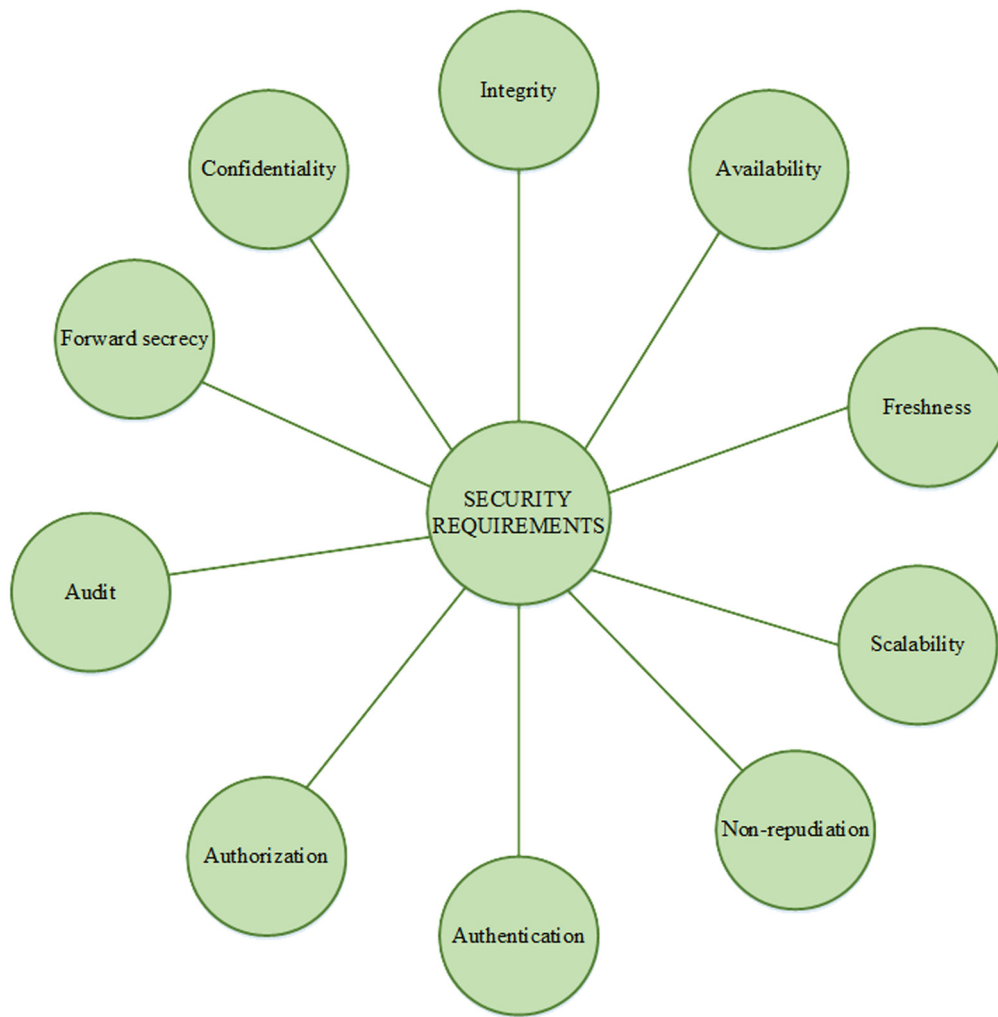 Integrity
Confidentiality
Availability
Forward secrecy
Freshness
SECURITY
REQUIREMENTS
Audit
Scalability
Non-repudiation
Authorization
Authentication